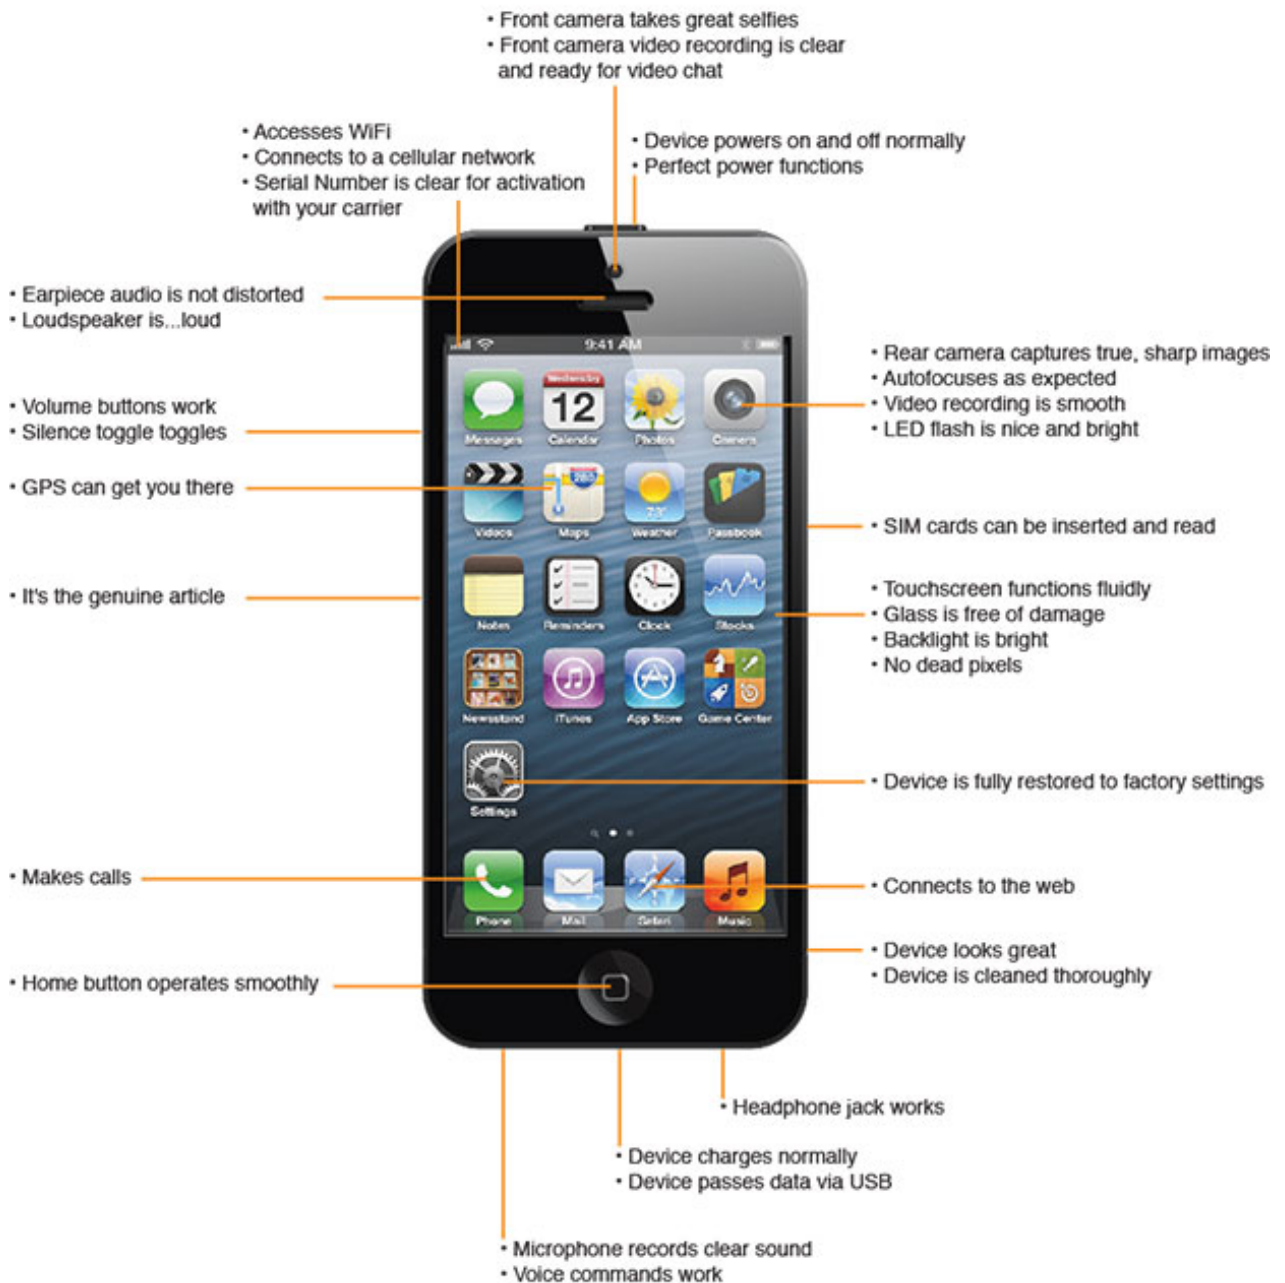 • Front camera takes great selfies
• Front camera video recording is clear
and ready for video chat
• Accesses WiFi
• Connects to a cellular network
• Serial Number is clear for activation
with your carrier
• Device powers on and off normally
• Perfect power functions
• Earpiece audio is not distorted
• Loudspeaker is...loud
• Volume buttons work
• Silence toggle toggles
• GPS can get you there
• It's the genuine article
• Makes calls
• Home button operates smoothly
9:41 AM
Wednesday
12
Messages Calendar Photos Camera
280
73°
Videos Maps Weather Passbook
Notes Reminders Clock Stocks
Newsstand iTunes App Store Game Center
Settings
Phone Mail Safari Music
• Rear camera captures true, sharp images
• Autofocuses as expected
• Video recording is smooth
• LED flash is nice and bright
• SIM cards can be inserted and read
• Touchscreen functions fluidly
• Glass is free of damage
• Backlight is bright
• No dead pixels
• Device is fully restored to factory settings
• Connects to the web
• Device looks great
• Device is cleaned thoroughly
• Headphone jack works
• Device charges normally
• Device passes data via USB
• Microphone records clear sound
• Voice commands work